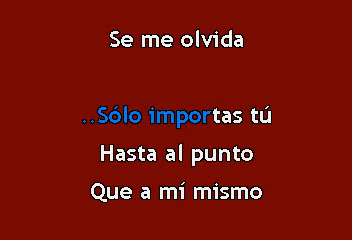 Se me olvida
..Sólo importas tú
Hasta al punto
Que a mí mismo